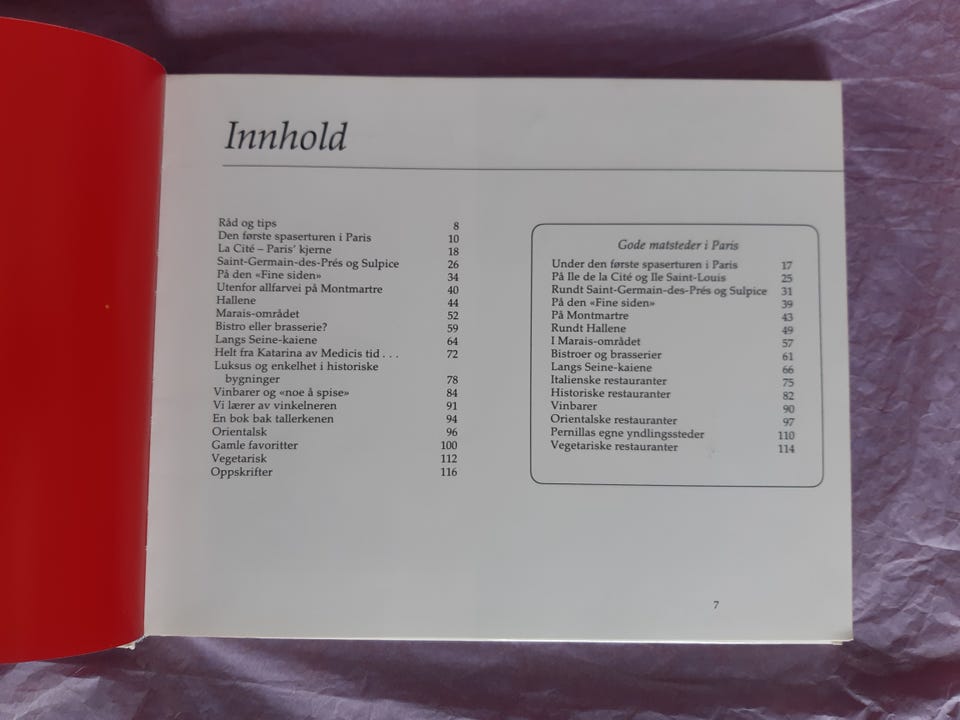 Innhold
Råd og tips 8
Den første spaserturen i Paris 10
La Cité – Paris' kjerne 18
Saint-Germain-des-Prés og Sulpice 26
På den «Fine siden» 34
Utenfor allfarvei på Montmartre 40
Hallene 44
Marais-området 52
Bistro eller brasserie? 59
Langs Seine-kaiene 64
Helt fra Katarina av Medicis tid . . . 72
Luksus og enkelhet i historiske
bygninger 78
Vinbarer og «noe å spise» 84
Vi lærer av vinkelneren 91
En bok bak tallerkenen 94
Orientalsk 96
Gamle favoritter 100
Vegetarisk 112
Oppskrifter 116
Gode matsteder i Paris
Under den første spaserturen i Paris 17
På Ile de la Cité og Ile Saint-Louis 25
Rundt Saint-Germain-des-Prés og Sulpice 31
På den «Fine siden» 39
På Montmartre 43
Rundt Hallene 49
I Marais-området 57
Bistroer og brasserier 61
Langs Seine-kaiene 66
Italienske restauranter 75
Historiske restauranter 82
Vinbarer 90
Orientalske restauranter 97
Pernillas egne yndlingssteder 110
Vegetariske restauranter 114
7